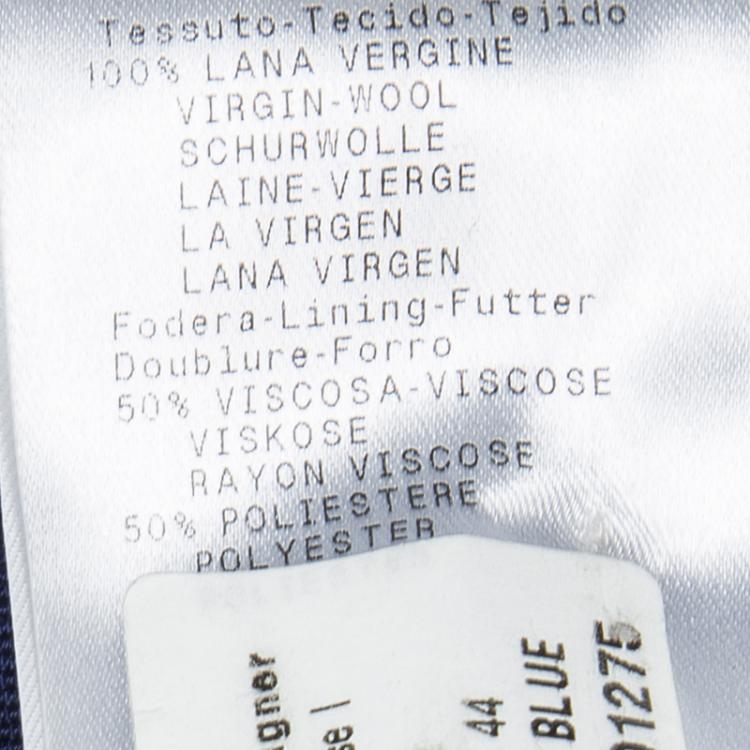 Tessuto-Tecido-Tejido
100% LANA VERGINE
VIRGIN-WOOL
SCHURWOLLE
LAINE-VIERGE
LA VIRGEN
LANA VIRGEN
Fodera-Lining-Futter
Doublure-Forro
50% VISCOSA-VISCOSE
VISKOSE
RAYON VISCOSE
50% POLIESTERE
POLYESTER
44
BLUE